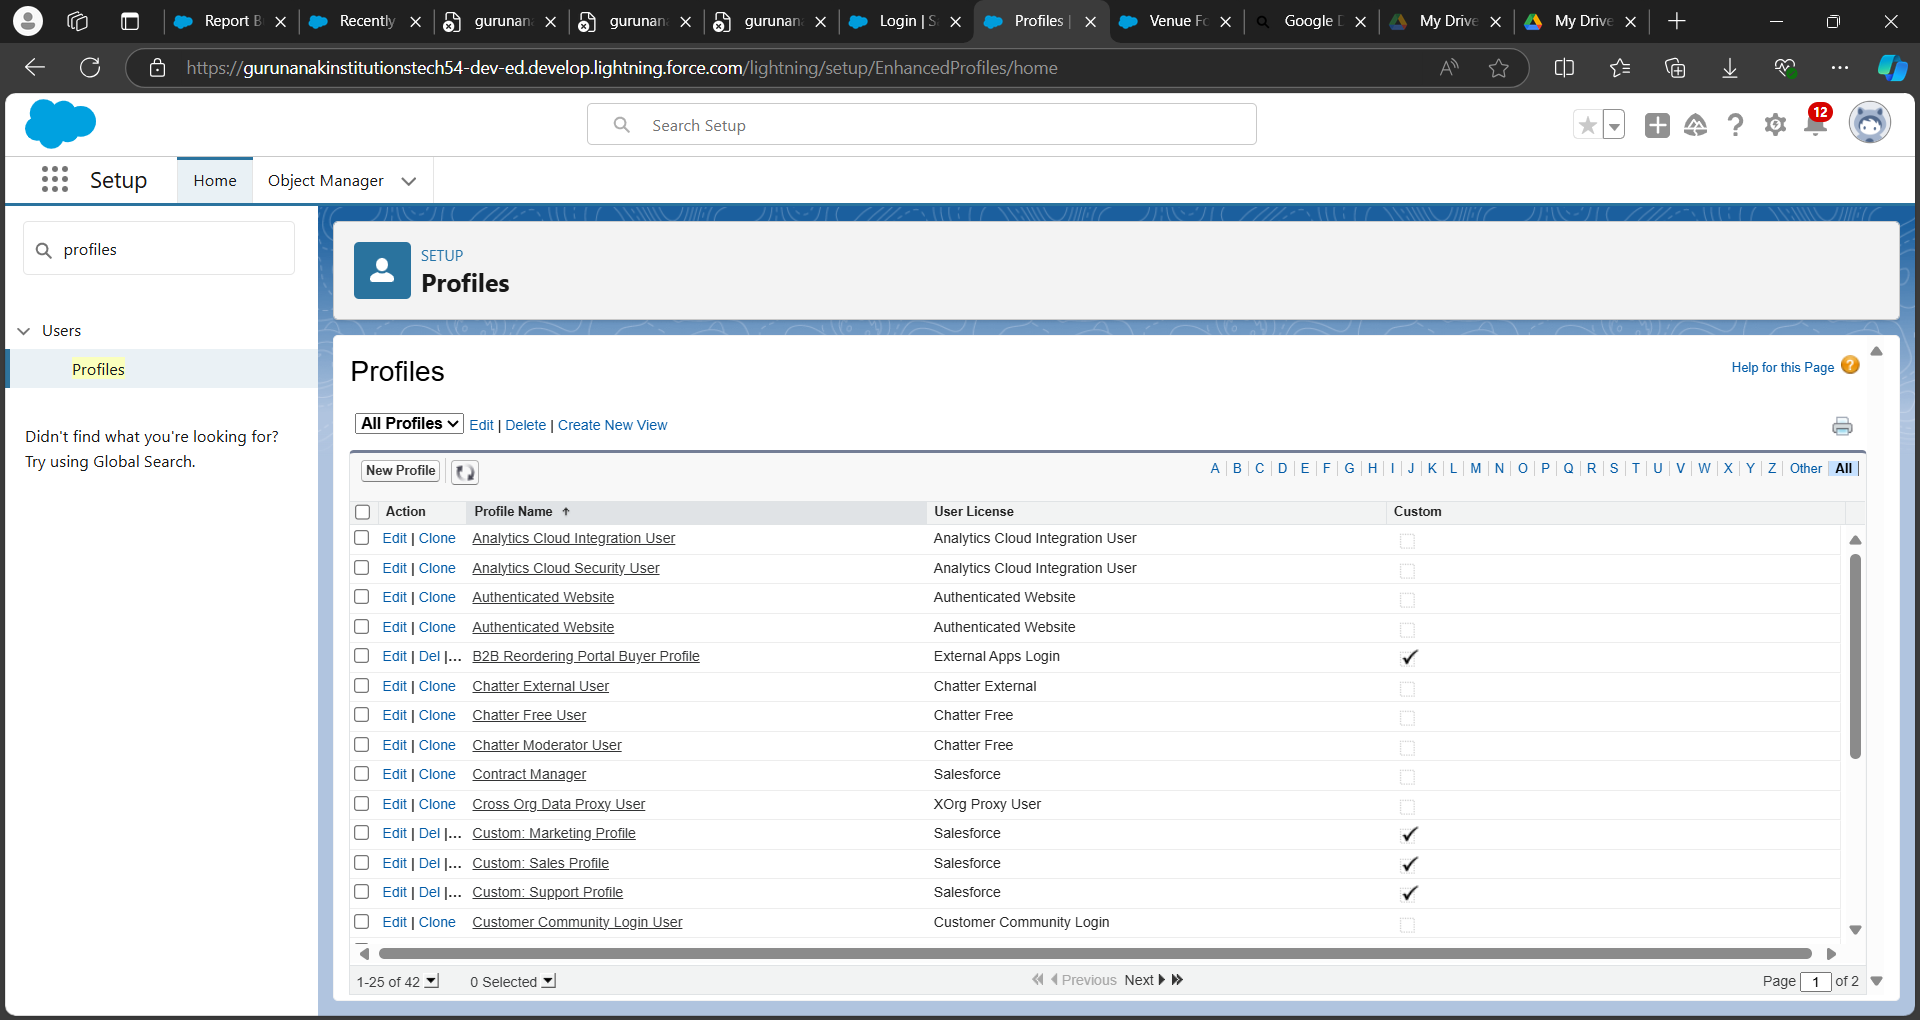 Report B
Recently
gurunan
gurunan
gurunan
Login | S
Profiles |
Venue Fo
Google D
My Drive
My Drive
https://gurunanakinstitutionstech54-dev-ed.develop.lightning.force.com/lightning/setup/EnhancedProfiles/home
Search Setup
12
Setup
Home
Object Manager
profiles
Users
Profiles
Didn't find what you're looking for?
Try using Global Search.
SETUP
Profiles
Profiles
Help for this Page ?
All Profiles Edit | Delete | Create New View
New Profile
A | B | C | D | E | F | G | H | I | J | K | L | M | N | O | P | Q | R | S | T | U | V | W | X | Y | Z | Other | All |
Action Profile Name ↑ User License Custom
Edit | Clone Analytics Cloud Integration User Analytics Cloud Integration User
Edit | Clone Analytics Cloud Security User Analytics Cloud Integration User
Edit | Clone Authenticated Website Authenticated Website
Edit | Clone Authenticated Website Authenticated Website
Edit | Del |... B2B Reordering Portal Buyer Profile External Apps Login ✓
Edit | Clone Chatter External User Chatter External
Edit | Clone Chatter Free User Chatter Free
Edit | Clone Chatter Moderator User Chatter Free
Edit | Clone Contract Manager Salesforce
Edit | Clone Cross Org Data Proxy User XOrg Proxy User
Edit | Del |... Custom: Marketing Profile Salesforce ✓
Edit | Del |... Custom: Sales Profile Salesforce ✓
Edit | Del |... Custom: Support Profile Salesforce ✓
Edit | Clone Customer Community Login User Customer Community Login
1-25 of 42 0 Selected Previous Next Page 1 of 2